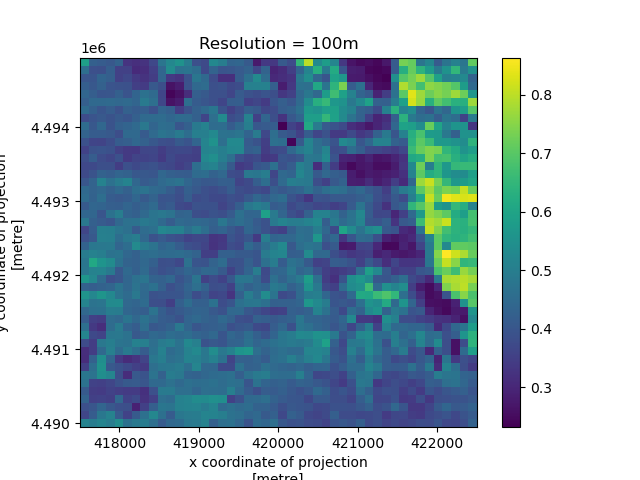 Resolution = 100m
1e6
4.494
4.493
4.492
4.491
4.490
y coordinate of projection
[metre]
418000 419000 420000 421000 422000
x coordinate of projection
[metre]
0.8
0.7
0.6
0.5
0.4
0.3